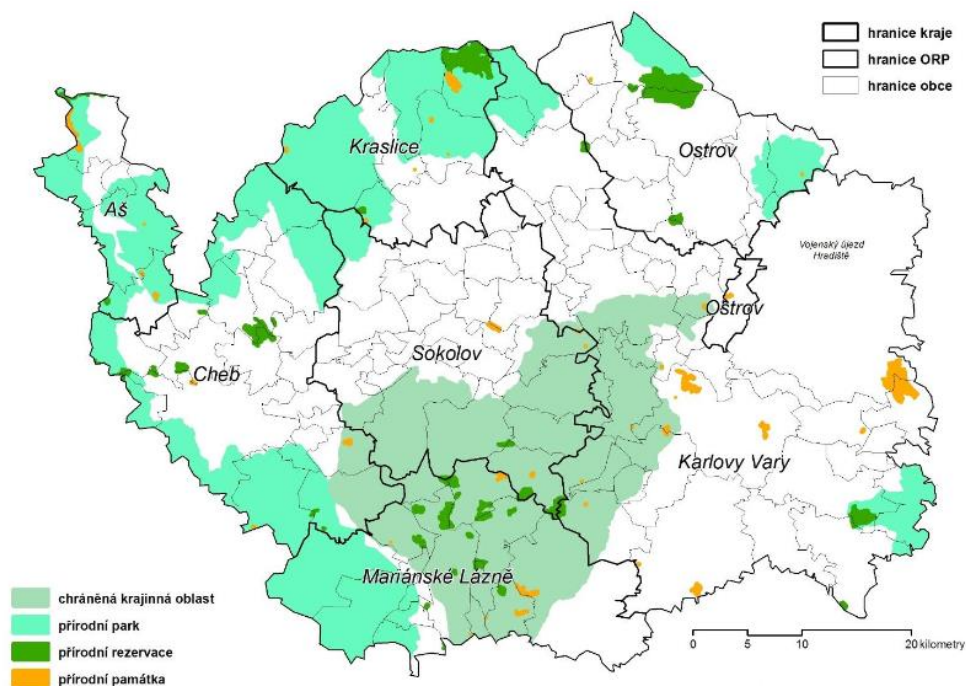 hranice kraje
hranice ORP
hranice obce
Kraslice
Ostrov
Aš
Vojenský újezd
Hradiště
Ostrov
Sokolov
Cheb
Karlovy Vary
Mariánské Lázně
chráněná krajinná oblast
přírodní park
přírodní rezervace
přírodní památka
0 5 10 20 kilometry